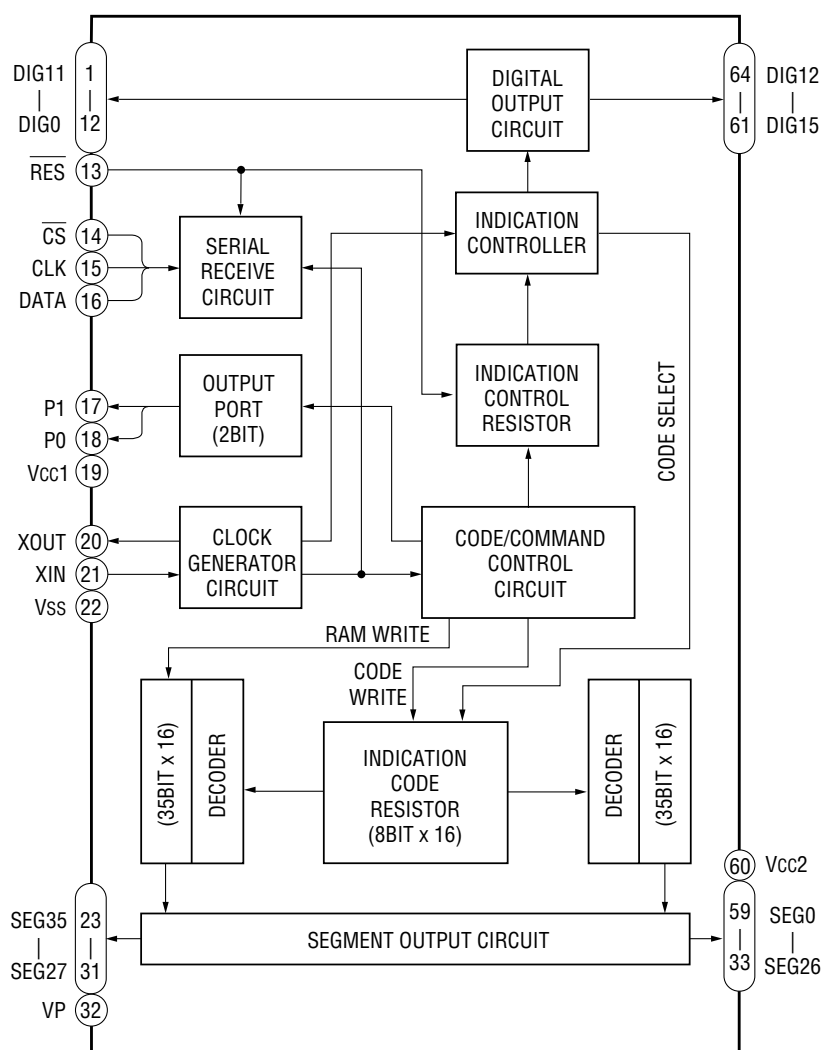 DIG11
|
DIG0
1
|
12
DIGITAL
OUTPUT
CIRCUIT
64
|
61
DIG12
|
DIG15
RES
13
CS
14
CLK
15
DATA
16
SERIAL
RECEIVE
CIRCUIT
INDICATION
CONTROLLER
P1
17
P0
18
Vcc1
19
OUTPUT
PORT
(2BIT)
INDICATION
CONTROL
RESISTOR
CODE SELECT
XOUT
20
XIN
21
Vss
22
CLOCK
GENERATOR
CIRCUIT
CODE/COMMAND
CONTROL
CIRCUIT
RAM WRITE
CODE
WRITE
(35BIT x 16)
DECODER
INDICATION
CODE
RESISTOR
(8BIT x 16)
DECODER
(35BIT x 16)
60
Vcc2
SEG35
|
SEG27
23
|
31
SEGMENT OUTPUT CIRCUIT
59
|
33
SEG0
|
SEG26
VP
32